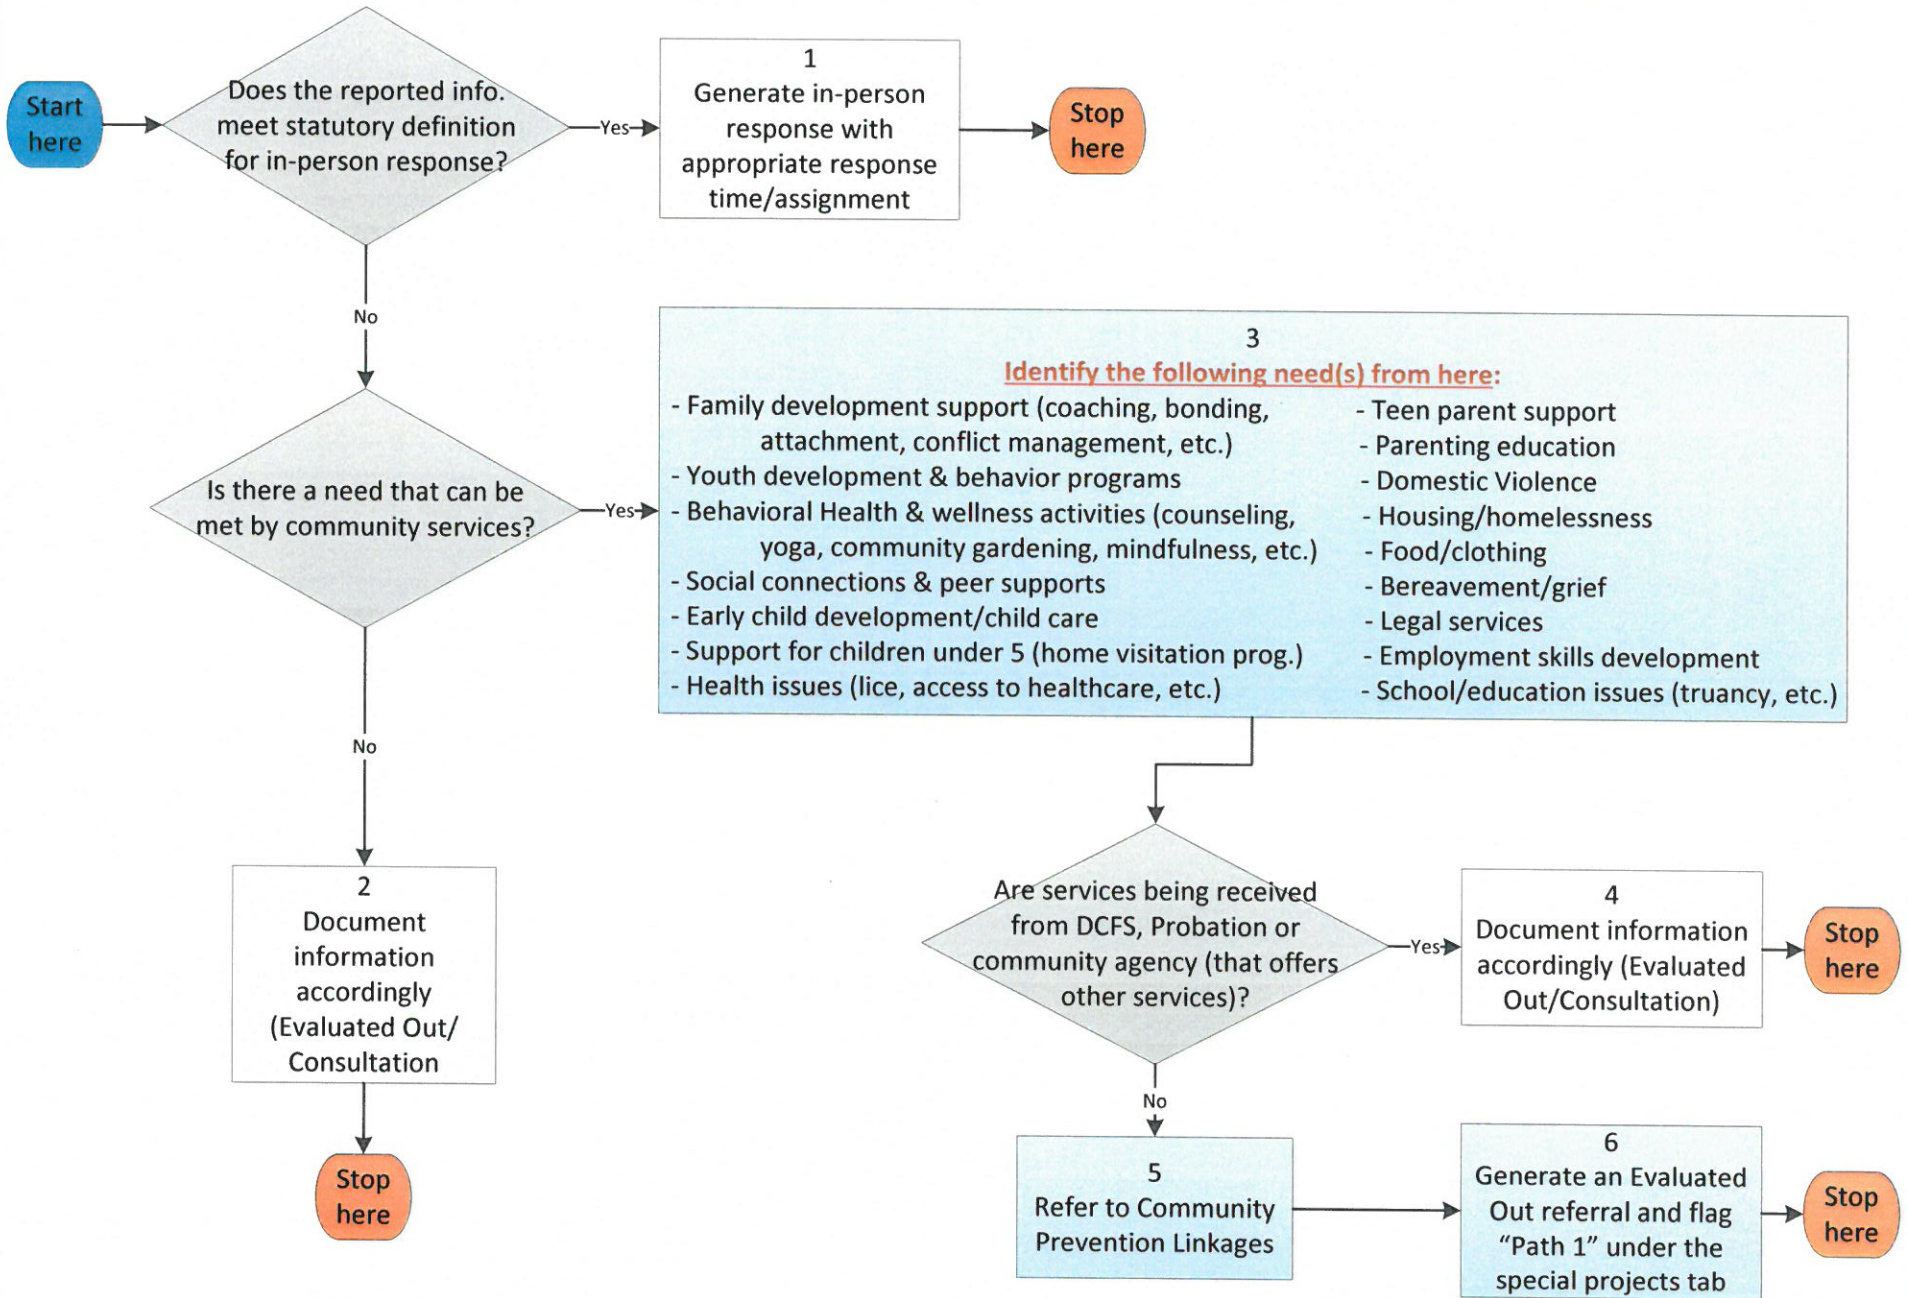 Start
here
Does the reported info.
meet statutory definition
for in-person response?
Yes
1
Generate in-person
response with
appropriate response
time/assignment
Stop
here
No
Is there a need that can be
met by community services?
Yes
3
Identify the following need(s) from here:
- Family development support (coaching, bonding,
attachment, conflict management, etc.)
- Youth development & behavior programs
- Behavioral Health & wellness activities (counseling,
yoga, community gardening, mindfulness, etc.)
- Social connections & peer supports
- Early child development/child care
- Support for children under 5 (home visitation prog.)
- Health issues (lice, access to healthcare, etc.)
- Teen parent support
- Parenting education
- Domestic Violence
- Housing/homelessness
- Food/clothing
- Bereavement/grief
- Legal services
- Employment skills development
- School/education issues (truancy, etc.)
No
2
Document
information
accordingly
(Evaluated Out/
Consultation
Stop
here
Are services being received
from DCFS, Probation or
community agency (that offers
other services)?
Yes
4
Document information
accordingly (Evaluated
Out/Consultation)
Stop
here
No
5
Refer to Community
Prevention Linkages
6
Generate an Evaluated
Out referral and flag
“Path 1” under the
special projects tab
Stop
here